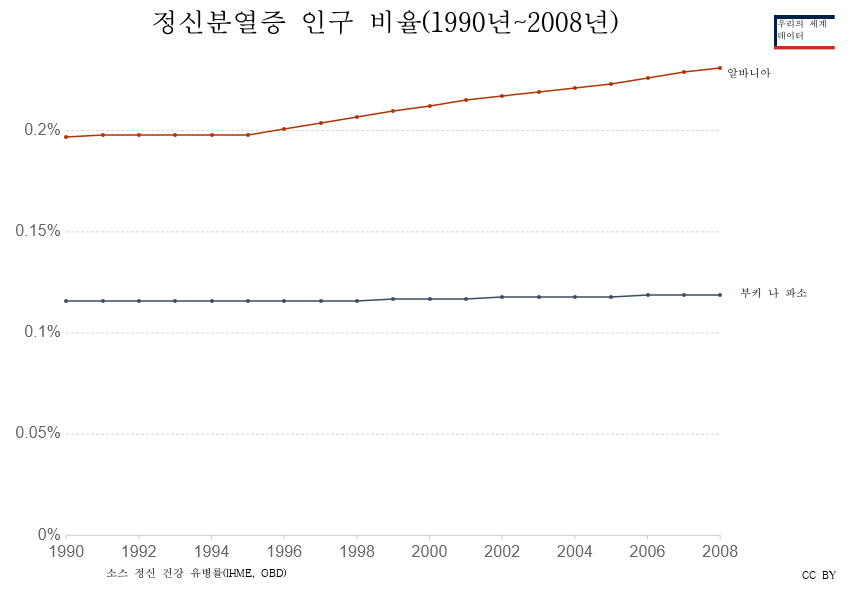 정신분열증 인구 비율(1990년~2008년)
우리의 세계
데이터
알바니아
0.2%
0.15%
부키 나 파소
0.1%
0.05%
0%
1990 1992 1994 1996 1998 2000 2002 2004 2006 2008
소스 정신 건강 유병률(IHME, GBD)
CC BY